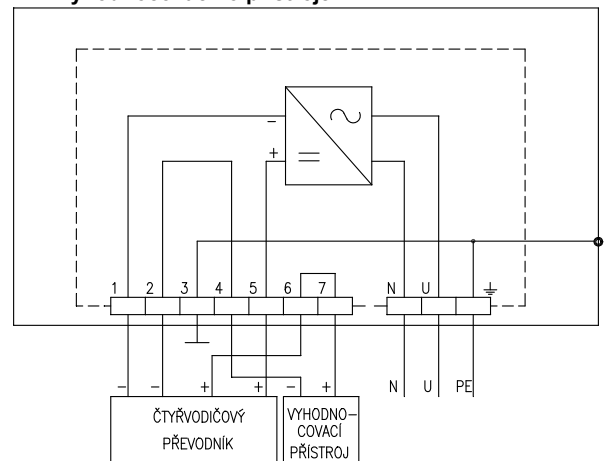 −
+
1 2 3 4 5 6 7 N U
− − + + − + N U PE
ČTYŘVODIČOVÝ
PŘEVODNÍK
VYHODNO–
COVACÍ
PŘÍSTROJ